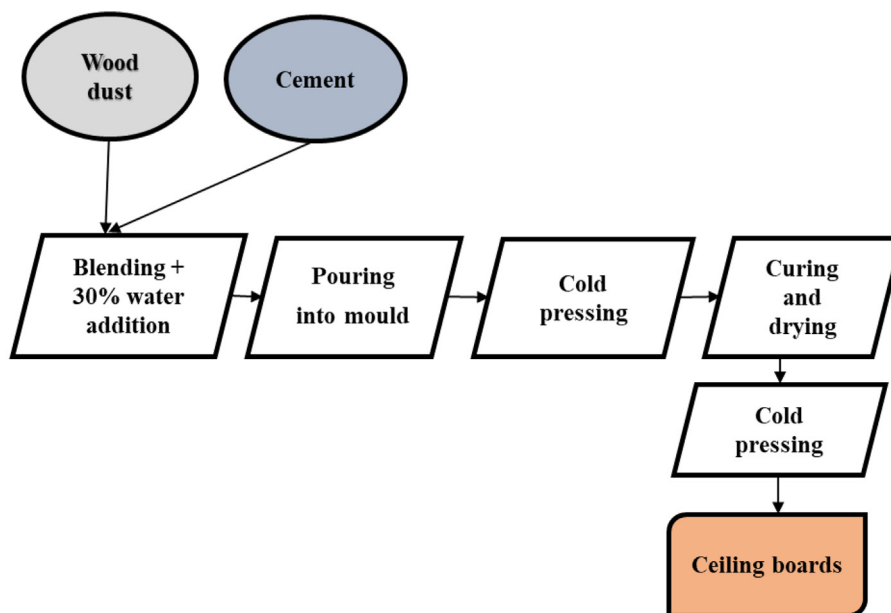 Wood
dust
Cement
Blending +
30% water
addition
Pouring
into mould
Cold
pressing
Curing
and
drying
Cold
pressing
Ceiling boards